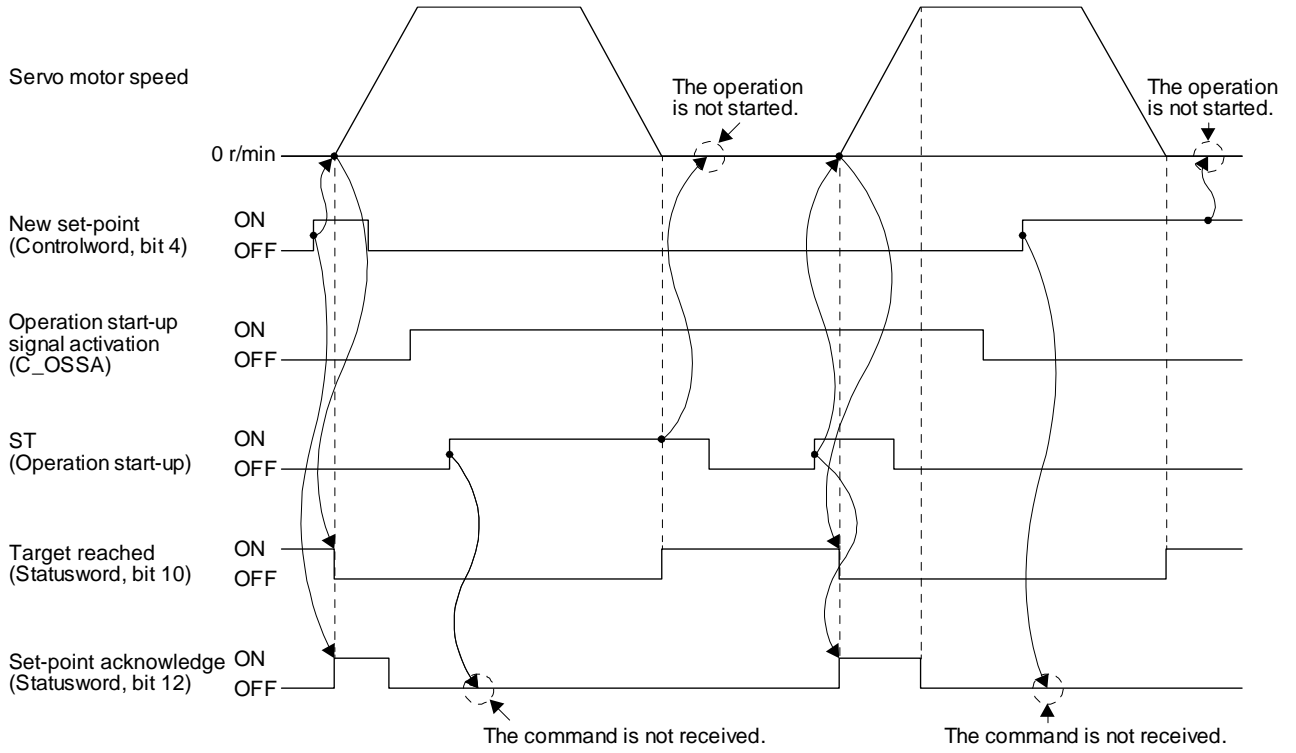 Servo motor speed
The operation
is not started.
The operation
is not started.
0 r/min
New set-point
(Controlword, bit 4)
ON
OFF
Operation start-up
signal activation
(C_OSSA)
ON
OFF
ST
(Operation start-up)
ON
OFF
Target reached
(Statusword, bit 10)
ON
OFF
Set-point acknowledge
(Statusword, bit 12)
ON
OFF
The command is not received.
The command is not received.